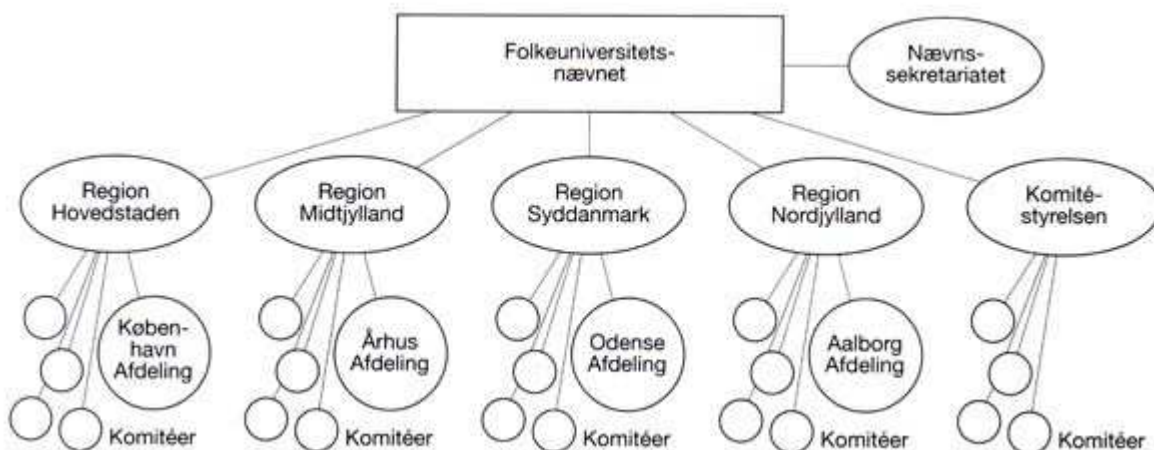 Folkeuniversitets-
nævnet
Nævns-
sekretariatet
Region
Hovedstaden
Region
Midtjylland
Region
Syddanmark
Region
Nordjylland
Komité-
styrelsen
Køben-
havn
Afdeling
Århus
Afdeling
Odense
Afdeling
Aalborg
Afdeling
Komitéer
Komitéer
Komitéer
Komitéer
Komitéer